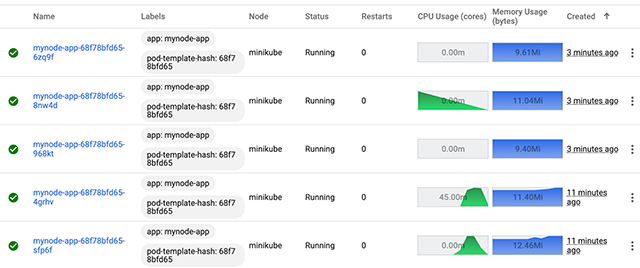 Name Labels Node Status Restarts CPU Usage (cores) Memory Usage (bytes) Created
mynode-app-68f78bfd65-6zq9f
app: mynode-app
pod-template-hash: 68f78bfd65
minikube Running 0 0.00m 9.61Mi 3 minutes ago
mynode-app-68f78bfd65-8nw4d
app: mynode-app
pod-template-hash: 68f78bfd65
minikube Running 0 0.00m 11.04Mi 3 minutes ago
mynode-app-68f78bfd65-968kt
app: mynode-app
pod-template-hash: 68f78bfd65
minikube Running 0 0.00m 9.40Mi 3 minutes ago
mynode-app-68f78bfd65-4grhv
app: mynode-app
pod-template-hash: 68f78bfd65
minikube Running 0 45.00m 11.40Mi 11 minutes ago
mynode-app-68f78bfd65-sfp6f
app: mynode-app
pod-template-hash: 68f78bfd65
minikube Running 0 0.00m 12.46Mi 11 minutes ago